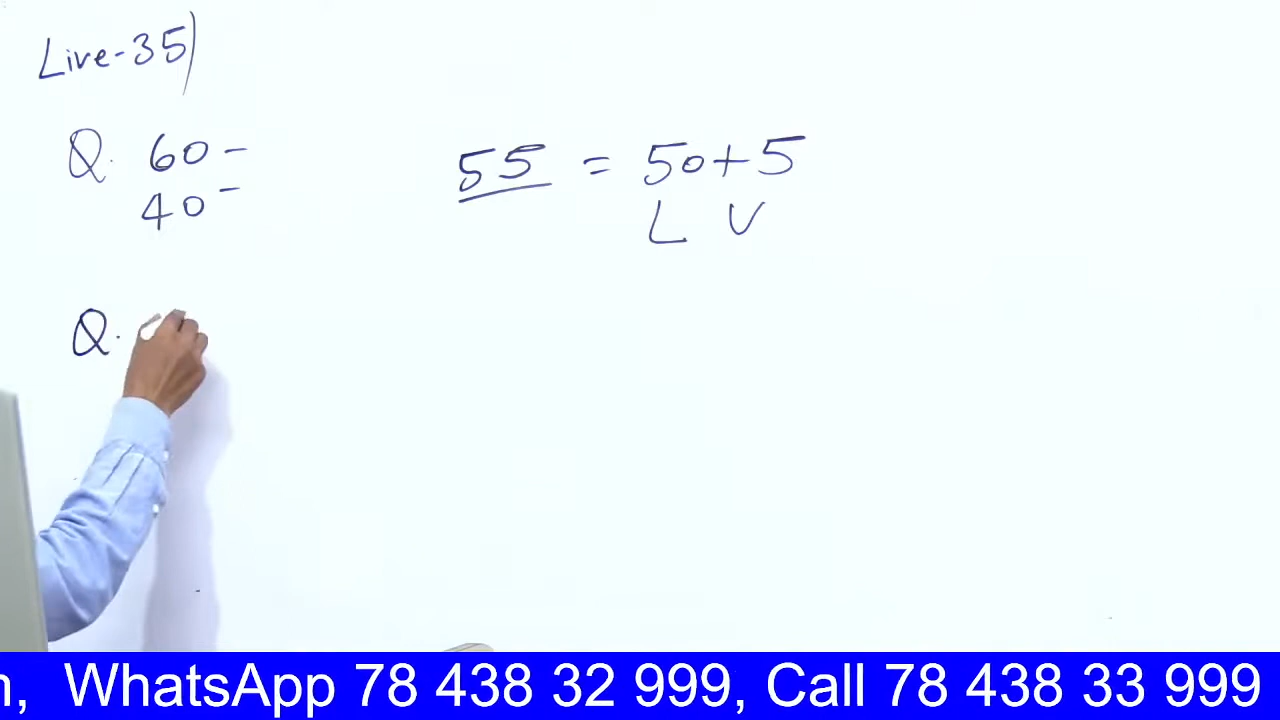 Live-35)
Q. 60 -
40 -
55 = 50+5
L V
Q.
n, WhatsApp 78 438 32 999, Call 78 438 33 999